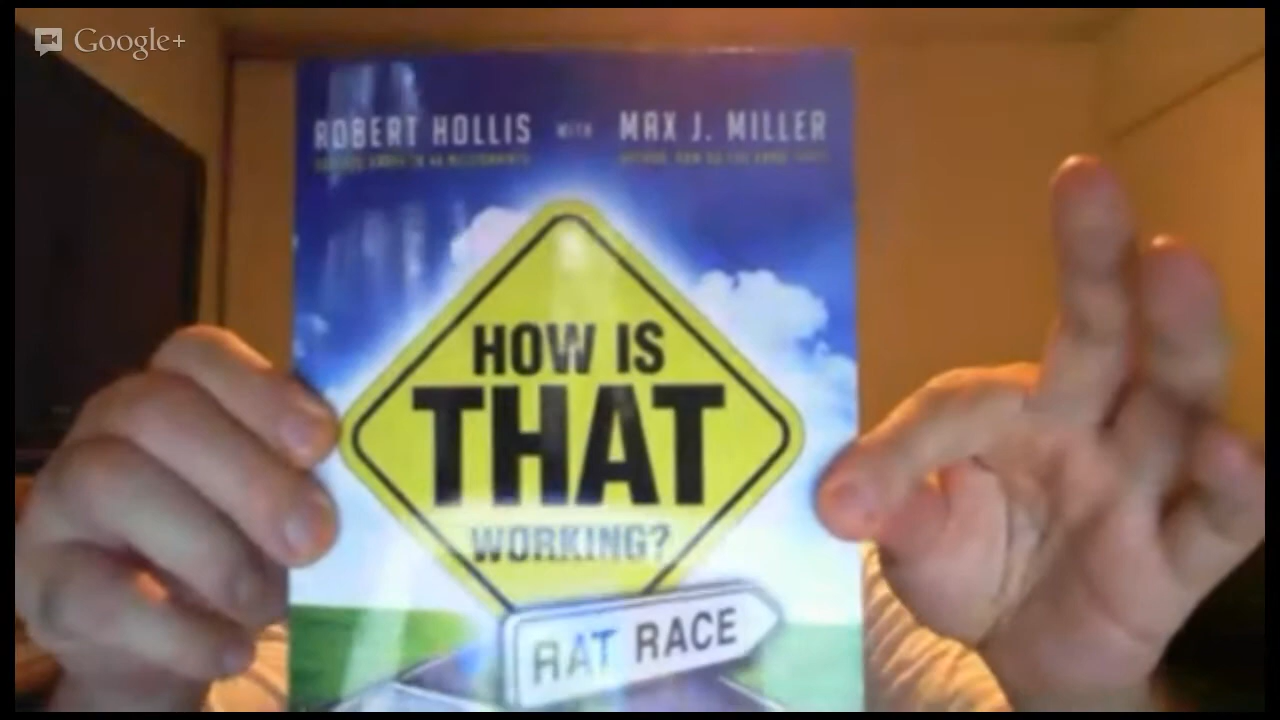 Google+
ROBERT HOLLIS WITH MAX J. MILLER
HOW IS
THAT
WORKING?
RAT RACE